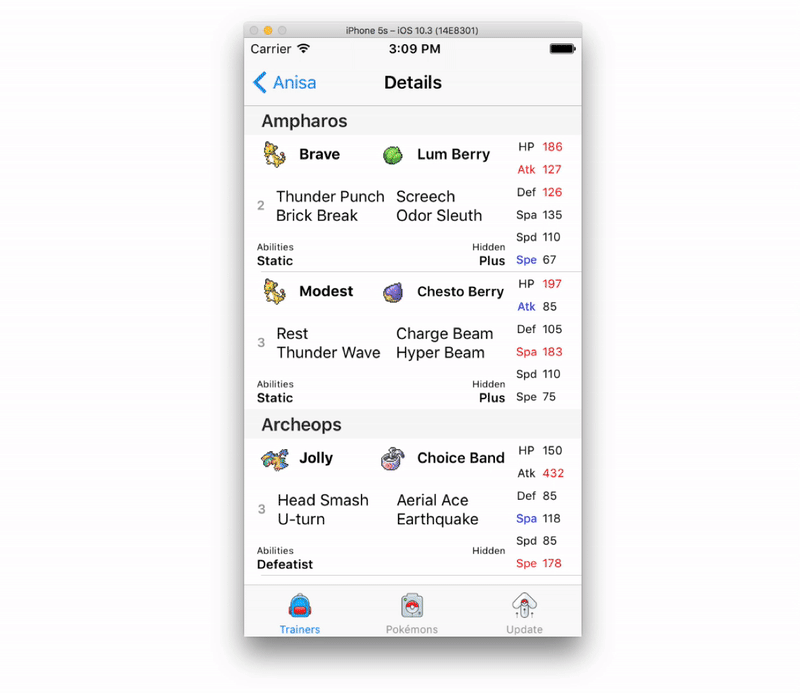 iPhone 5s – iOS 10.3 (14E8301)
Carrier 3:09 PM
Anisa Details
Ampharos
Brave Lum Berry
2 Thunder Punch Screech
Brick Break Odor Sleuth
Abilities Hidden
Static Plus
HP 186
Atk 127
Def 126
Spa 135
Spd 110
Spe 67
Modest Chesto Berry
3 Rest Charge Beam
Thunder Wave Hyper Beam
Abilities Hidden
Static Plus
HP 197
Atk 85
Def 105
Spa 183
Spd 110
Spe 75
Archeops
Jolly Choice Band
3 Head Smash Aerial Ace
U-turn Earthquake
Abilities Hidden
Defeatist
HP 150
Atk 432
Def 85
Spa 118
Spd 85
Spe 178
Trainers Pokémons Update